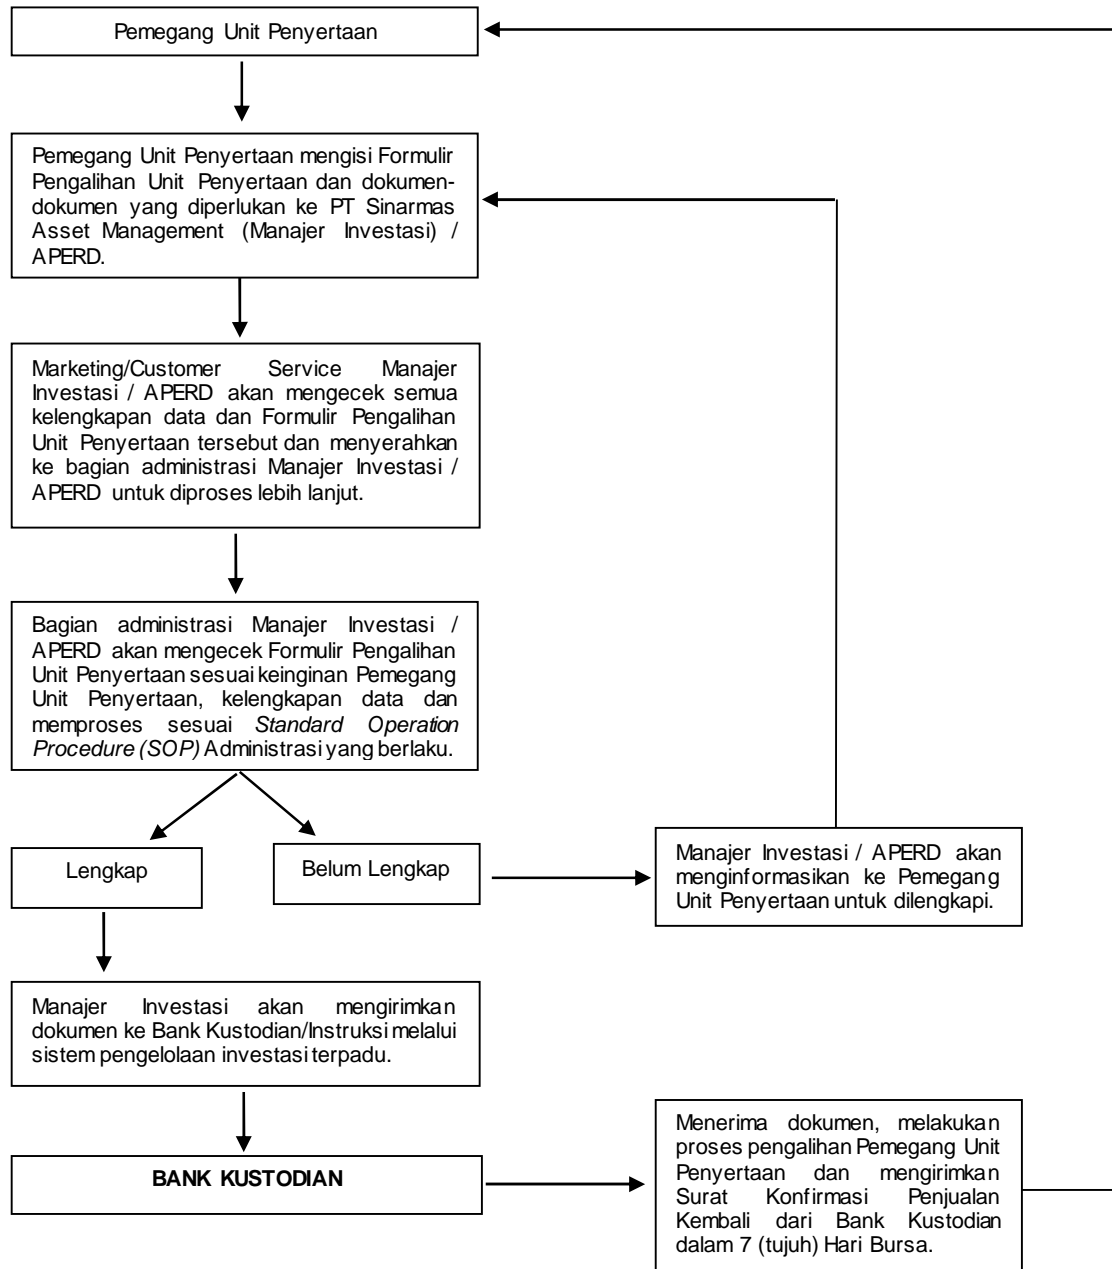 Pemegang Unit Penyertaan
Pemegang Unit Penyertaan mengisi Formulir
Pengalihan Unit Penyertaan dan dokumen-
dokumen yang diperlukan ke PT Sinarmas
Asset Management (Manajer Investasi) /
APERD.
Marketing/Customer Service Manajer
Investasi / APERD akan mengecek semua
kelengkapan data dan Formulir Pengalihan
Unit Penyertaan tersebut dan menyerahkan
ke bagian administrasi Manajer Investasi /
APERD untuk diproses lebih lanjut.
Bagian administrasi Manajer Investasi /
APERD akan mengecek Formulir Pengalihan
Unit Penyertaan sesuai keinginan Pemegang
Unit Penyertaan, kelengkapan data dan
memproses sesuai Standard Operation
Procedure (SOP) Administrasi yang berlaku.
Lengkap
Belum Lengkap
Manajer Investasi / APERD akan
menginformasikan ke Pemegang
Unit Penyertaan untuk dilengkapi.
Manajer Investasi akan mengirimkan
dokumen ke Bank Kustodian/Instruksi melalui
sistem pengelolaan investasi terpadu.
BANK KUSTODIAN
Menerima dokumen, melakukan
proses pengalihan Pemegang Unit
Penyertaan dan mengirimkan
Surat Konfirmasi Penjualan
Kembali dari Bank Kustodian
dalam 7 (tujuh) Hari Bursa.